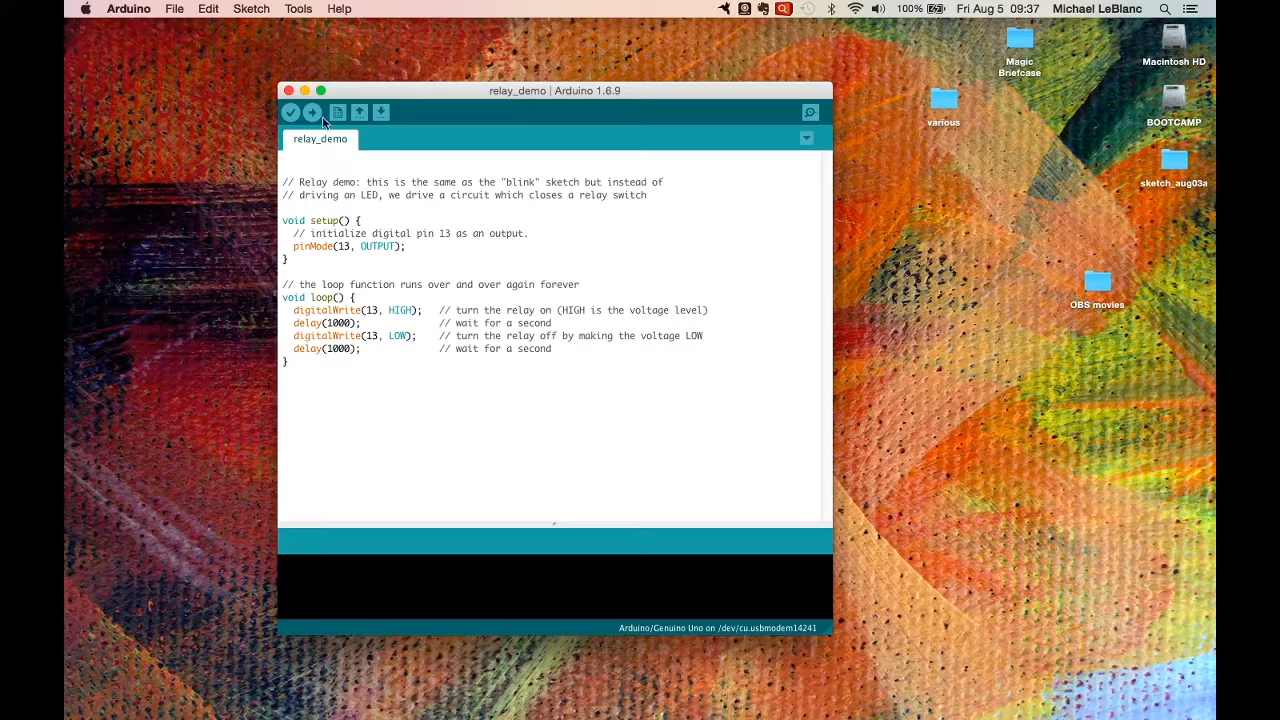 Arduino File Edit Sketch Tools Help 100% Fri Aug 5 09:37 Michael LeBlanc
Magic
Briefcase
Macintosh HD
various
BOOTCAMP
sketch_aug03a
OBS movies
relay_demo | Arduino 1.6.9
relay_demo
// Relay demo: this is the same as the "blink" sketch but instead of
// driving an LED, we drive a circuit which closes a relay switch
void setup() {
// initialize digital pin 13 as an output.
pinMode(13, OUTPUT);
}
// the loop function runs over and over again forever
void loop() {
digitalWrite(13, HIGH); // turn the relay on (HIGH is the voltage level)
delay(1000); // wait for a second
digitalWrite(13, LOW); // turn the relay off by making the voltage LOW
delay(1000); // wait for a second
}
Arduino/Genuino Uno on /dev/cu.usbmodem14241